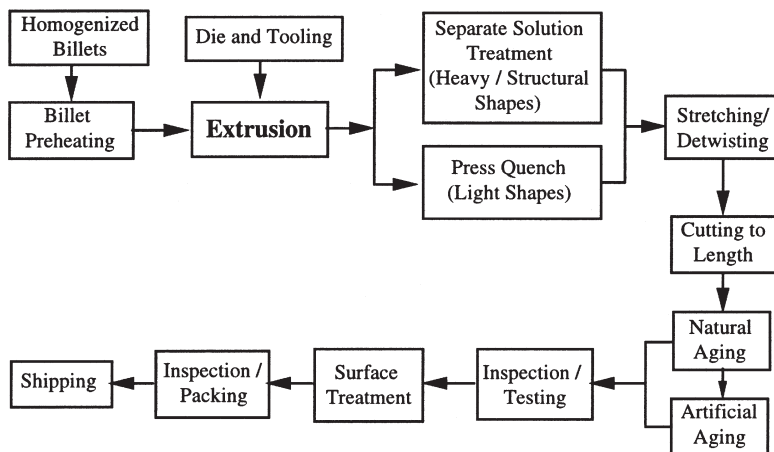 Homogenized
Billets
Die and Tooling
Separate Solution
Treatment
(Heavy / Structural
Shapes)
Billet
Preheating
Extrusion
Stretching/
Detwisting
Press Quench
(Light Shapes)
Cutting to
Length
Natural
Aging
Artificial
Aging
Inspection /
Testing
Surface
Treatment
Inspection /
Packing
Shipping